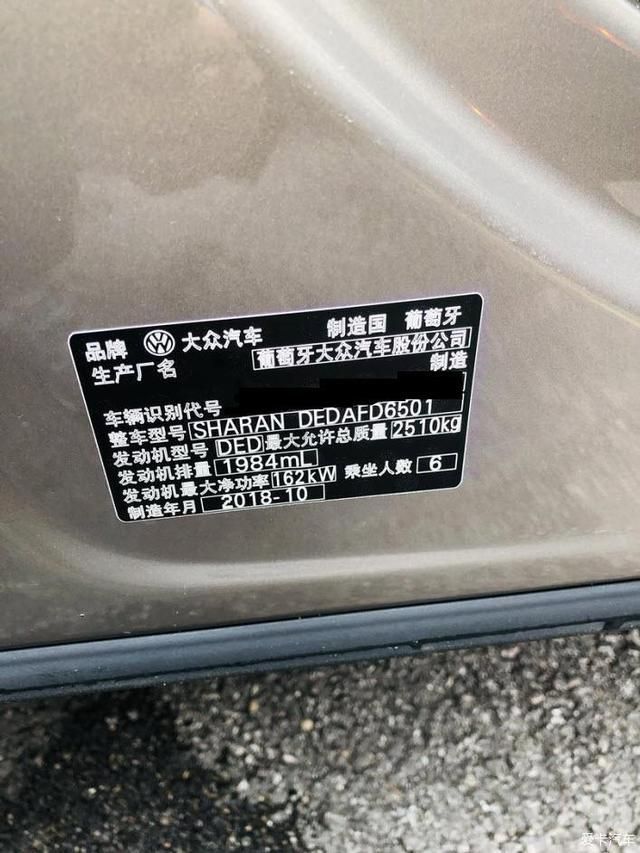 品牌 大众汽车 制造国 葡萄牙
生产厂名 葡萄牙大众汽车股份公司
制造
车辆识别代号
整车型号 SHARAN DEDAFD6501
发动机型号 DED 最大允许总质量 2510kg
发动机排量 1984mL
发动机最大净功率 162kW 乘坐人数 6
制造年月 2018-10
爱卡汽车